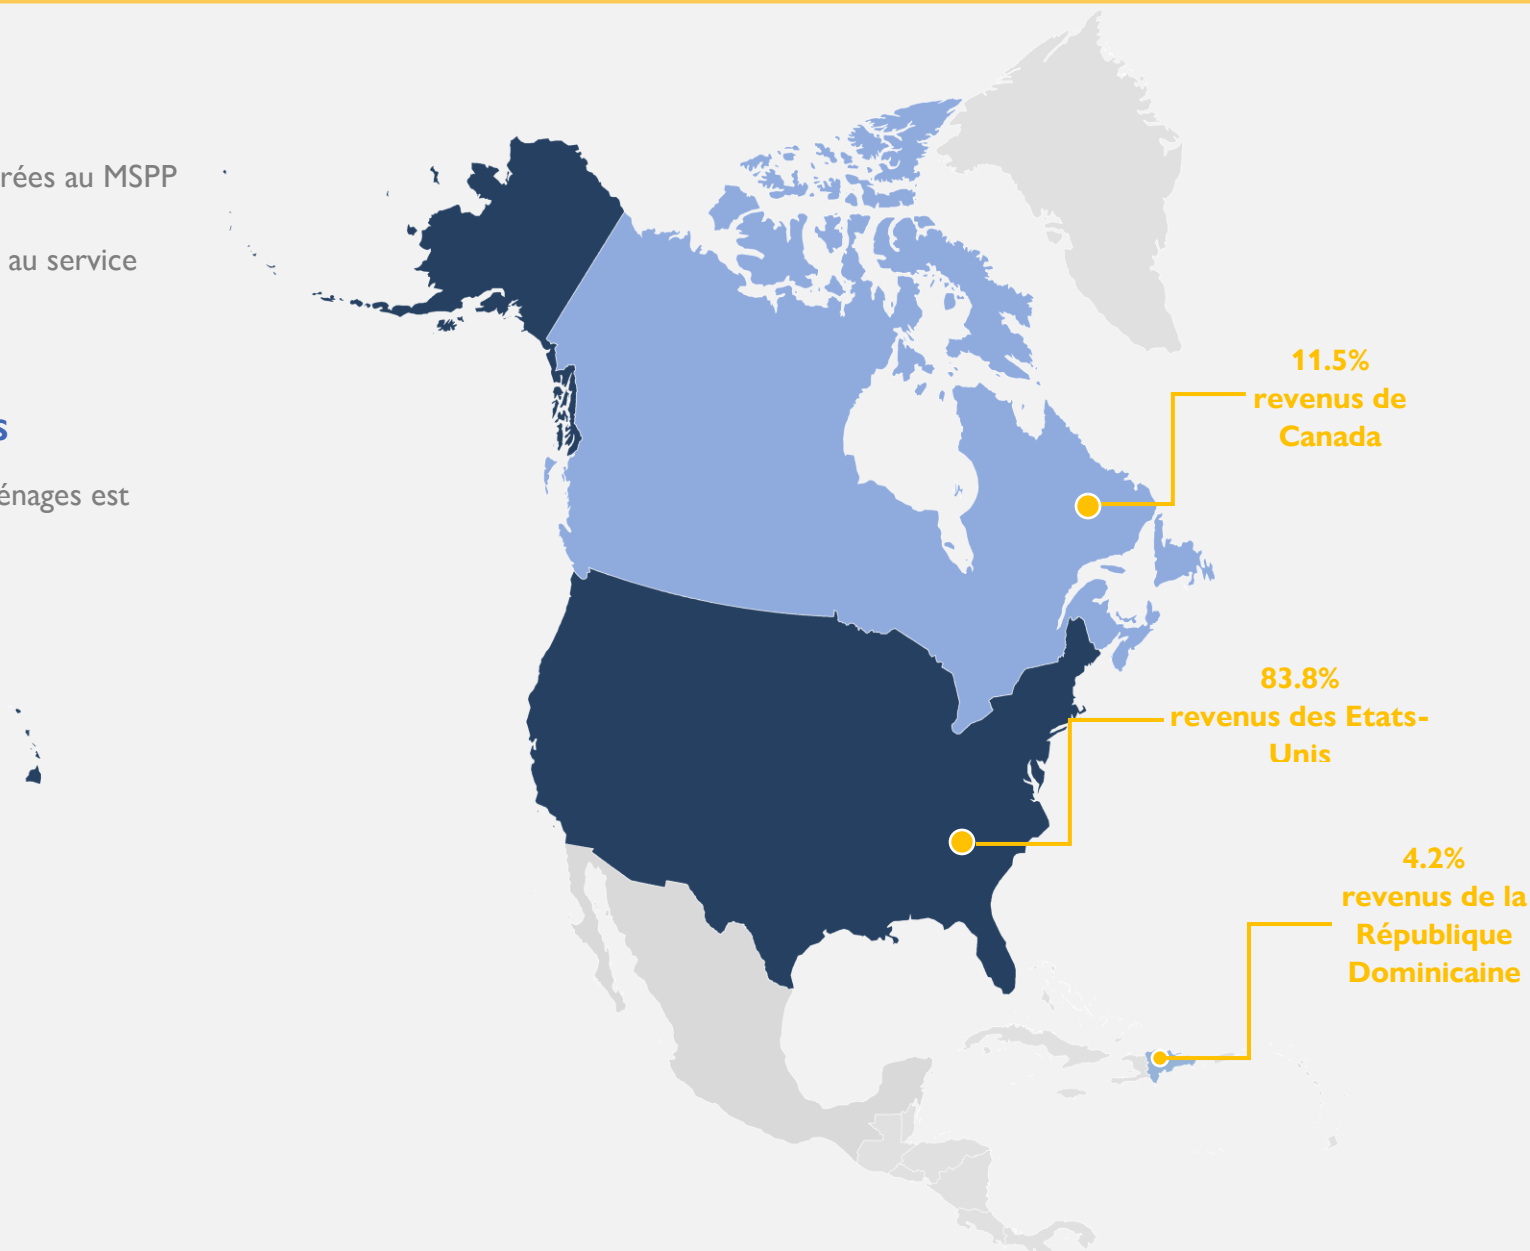 rées au MSPP
au service
s
énages est
11.5%
revenus de
Canada
83.8%
revenus des Etats-
Unis
4.2%
revenus de la
République
Dominicaine